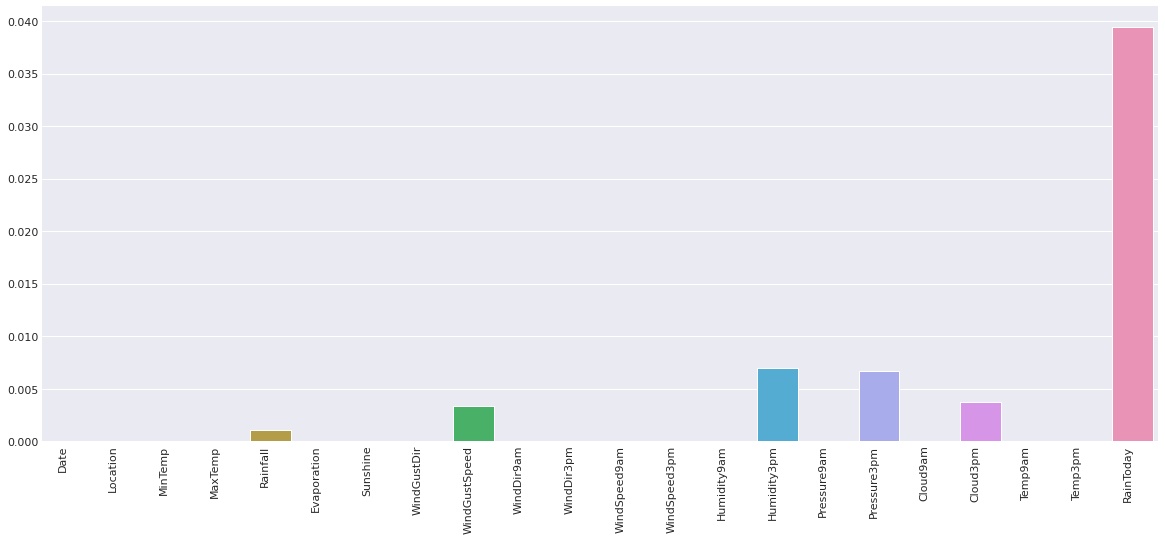 0.040
0.035
0.030
0.025
0.020
0.015
0.010
0.005
0.000
Date
Location
MinTemp
MaxTemp
Rainfall
Evaporation
Sunshine
WindGustDir
WindGustSpeed
WindDir9am
WindDir3pm
WindSpeed9am
WindSpeed3pm
Humidity9am
Humidity3pm
Pressure9am
Pressure3pm
Cloud9am
Cloud3pm
Temp9am
Temp3pm
RainToday